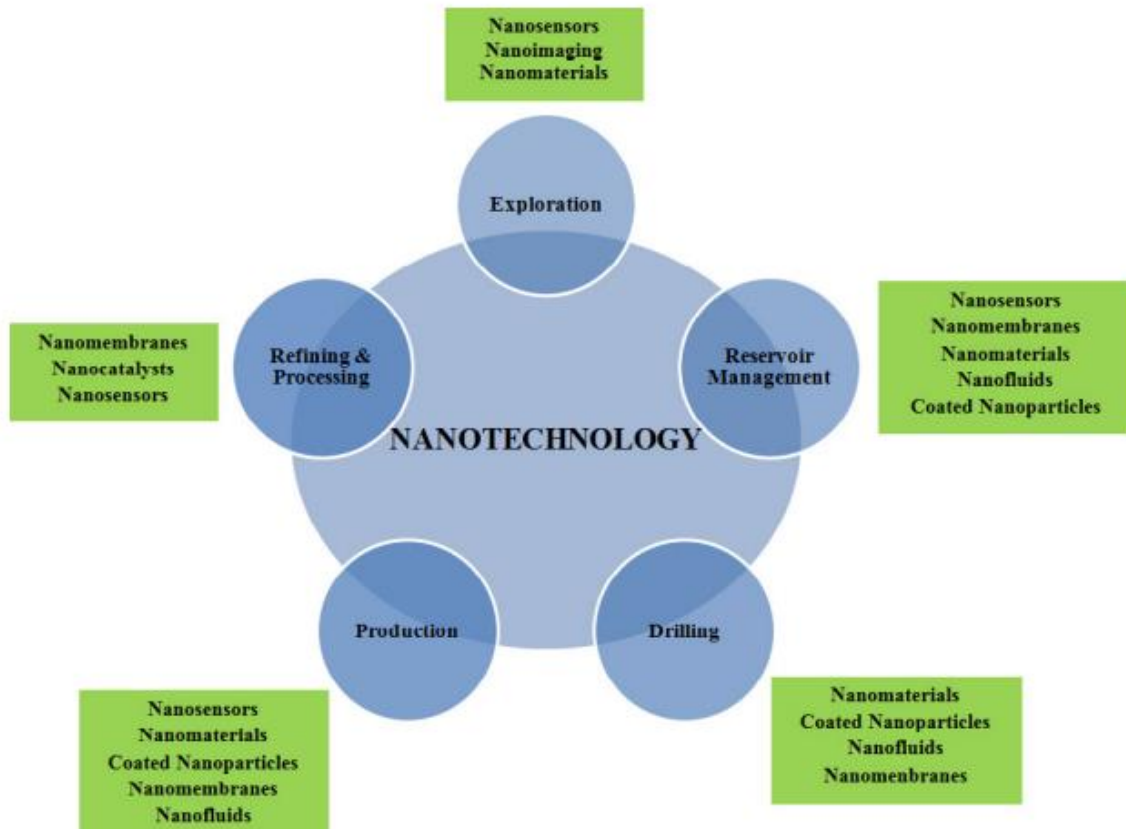 Nanosensors
Nanoimaging
Nanomaterials
Exploration
Nanosensors
Nanomembranes
Nanomaterials
Nanofluids
Coated Nanoparticles
Reservoir
Management
Nanomembranes
Nanocatalysts
Nanosensors
Refining &
Processing
NANOTECHNOLOGY
Production
Drilling
Nanosensors
Nanomaterials
Coated Nanoparticles
Nanomembranes
Nanofluids
Nanomaterials
Coated Nanoparticles
Nanofluids
Nanomenbranes